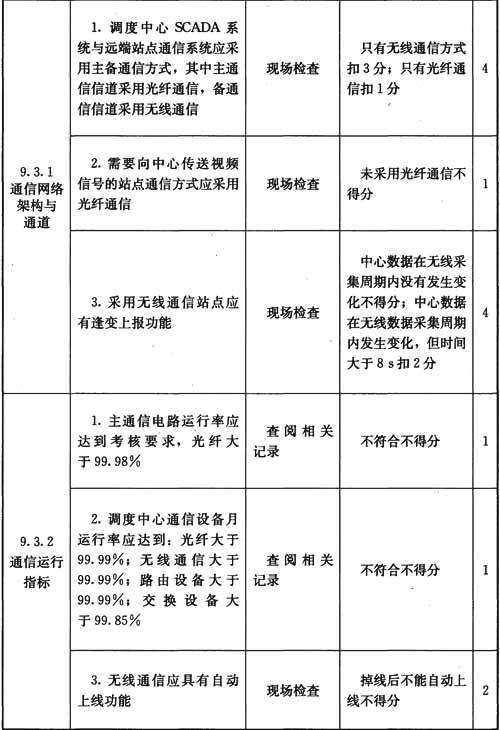 9.3.1
通信网络
架构与
通道
1. 调度中心 SCADA 系
统与远端站点通信系统应采
用主备通信方式，其中主通
信信道采用光纤通信，备通
信信道采用无线通信
现场检查
只有无线通信方式
扣 3 分；只有光纤通
信扣 1 分
4
2. 需要向中心传送视频
信号的站点通信方式应采用
光纤通信
现场检查
未采用光纤通信不
得分
1
3. 采用无线通信站点应
有逢变上报功能
现场检查
中心数据在无线采
集周期内没有发生变
化不得分；中心数据
在无线数据采集周期
内发生变化，但时间
大于 8 s 扣 2 分
4
9.3.2
通信运行
指标
1. 主通信电路运行率应
达到考核要求，光纤大
于 99.98%
查阅相关
记录
不符合不得分
1
2. 调度中心通信设备月
运行率应达到：光纤大于
99.99%；无线通信大于
99.99%；路由设备大于
99.99%；交换设备大
于 99.85%
查阅相关
记录
不符合不得分
1
3. 无线通信应具有自动
上线功能
现场检查
掉线后不能自动上
线不得分
2